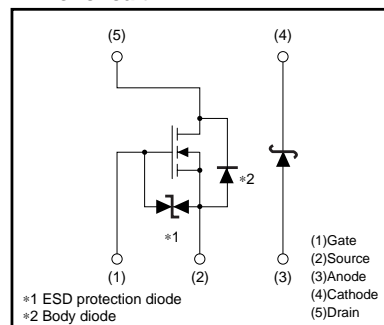 (5) (4)
∗2
∗1
(1) (2) (3)
(1)Gate
(2)Source
(3)Anode
(4)Cathode
(5)Drain
∗1 ESD protection diode
∗2 Body diode